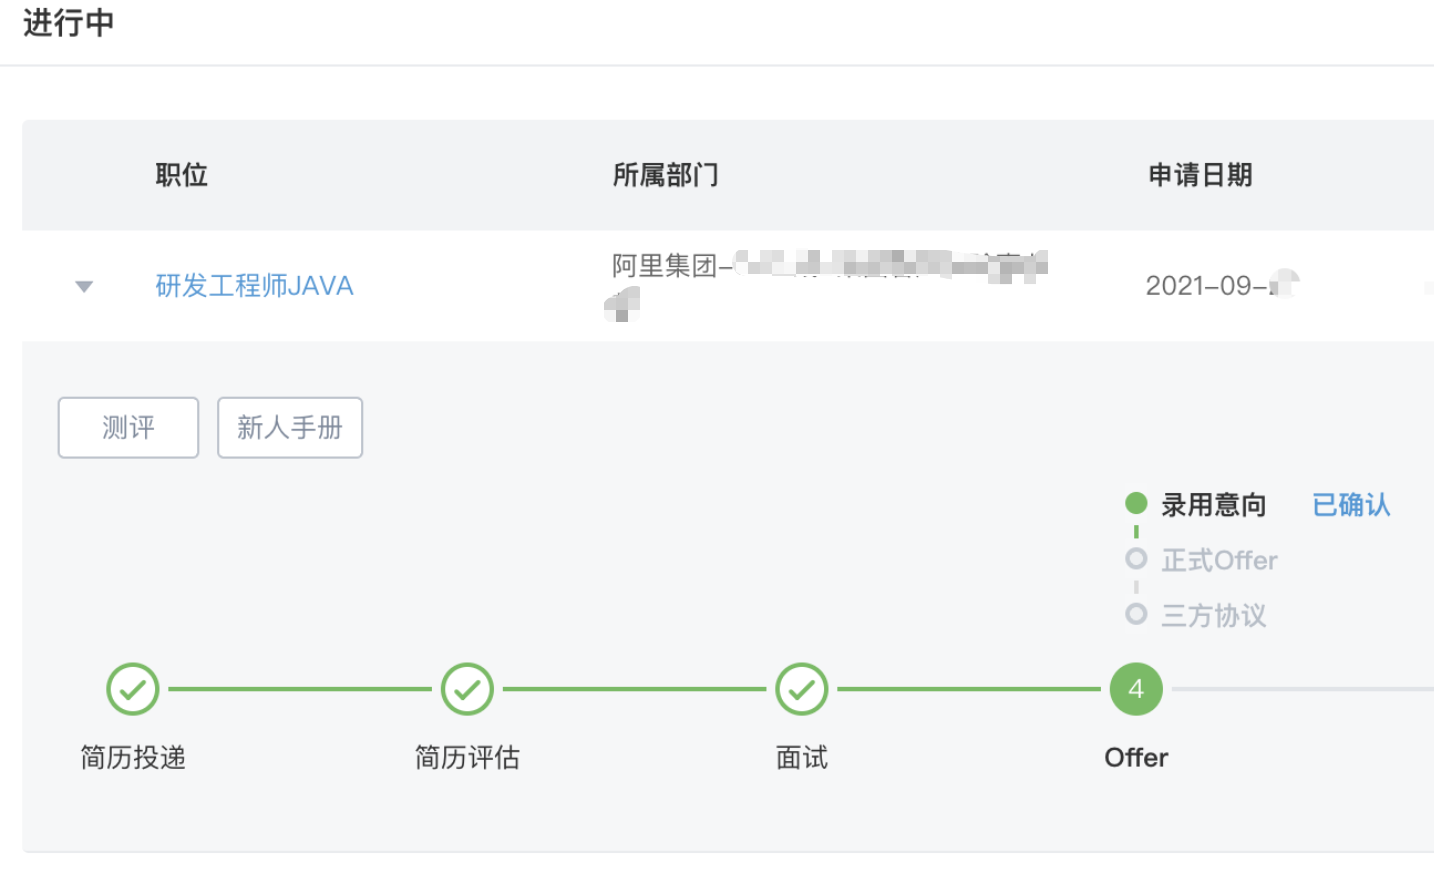 进行中
职位 所属部门 申请日期
研发工程师JAVA 阿里集团- 2021-09-
测评 新人手册
录用意向 已确认
正式Offer
三方协议
4
简历投递 简历评估 面试 Offer